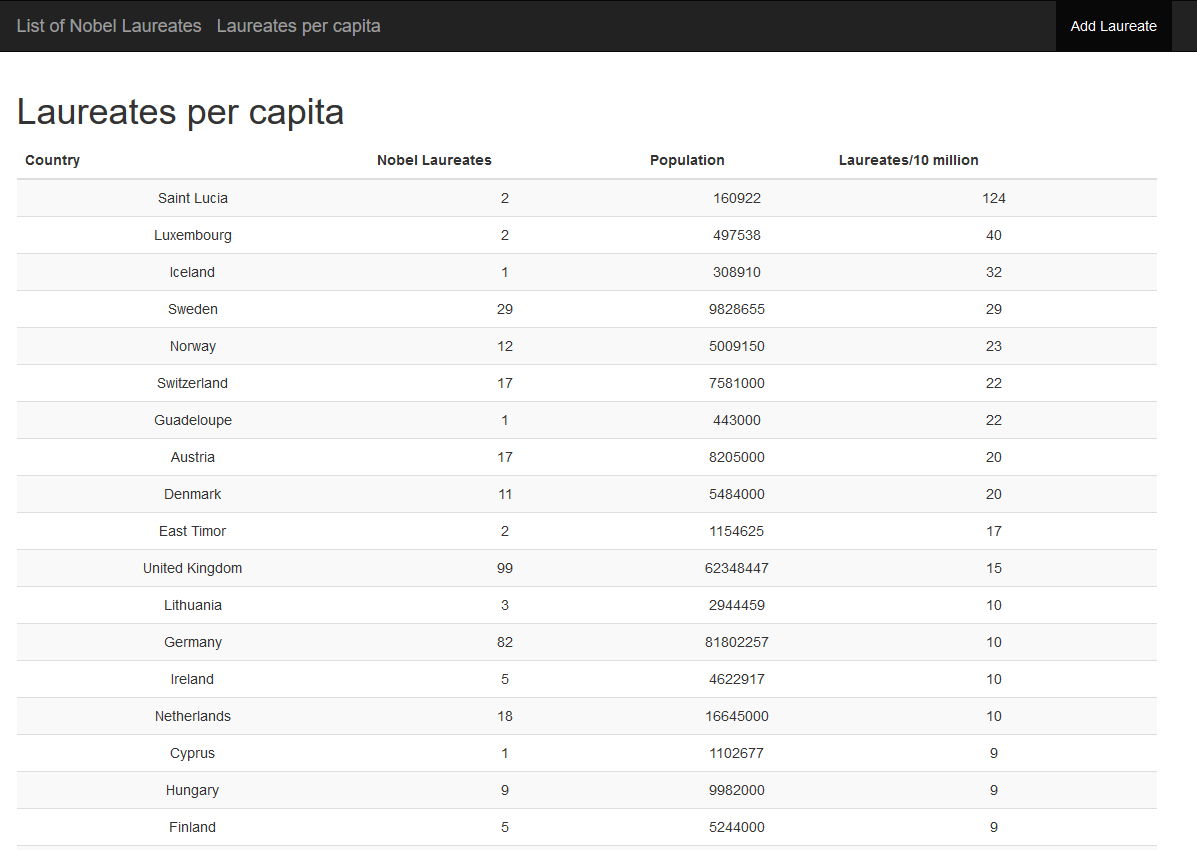 List of Nobel Laureates Laureates per capita Add Laureate
Laureates per capita
Country Nobel Laureates Population Laureates/10 million
Saint Lucia 2 160922 124
Luxembourg 2 497538 40
Iceland 1 308910 32
Sweden 29 9828655 29
Norway 12 5009150 23
Switzerland 17 7581000 22
Guadeloupe 1 443000 22
Austria 17 8205000 20
Denmark 11 5484000 20
East Timor 2 1154625 17
United Kingdom 99 62348447 15
Lithuania 3 2944459 10
Germany 82 81802257 10
Ireland 5 4622917 10
Netherlands 18 16645000 10
Cyprus 1 1102677 9
Hungary 9 9982000 9
Finland 5 5244000 9